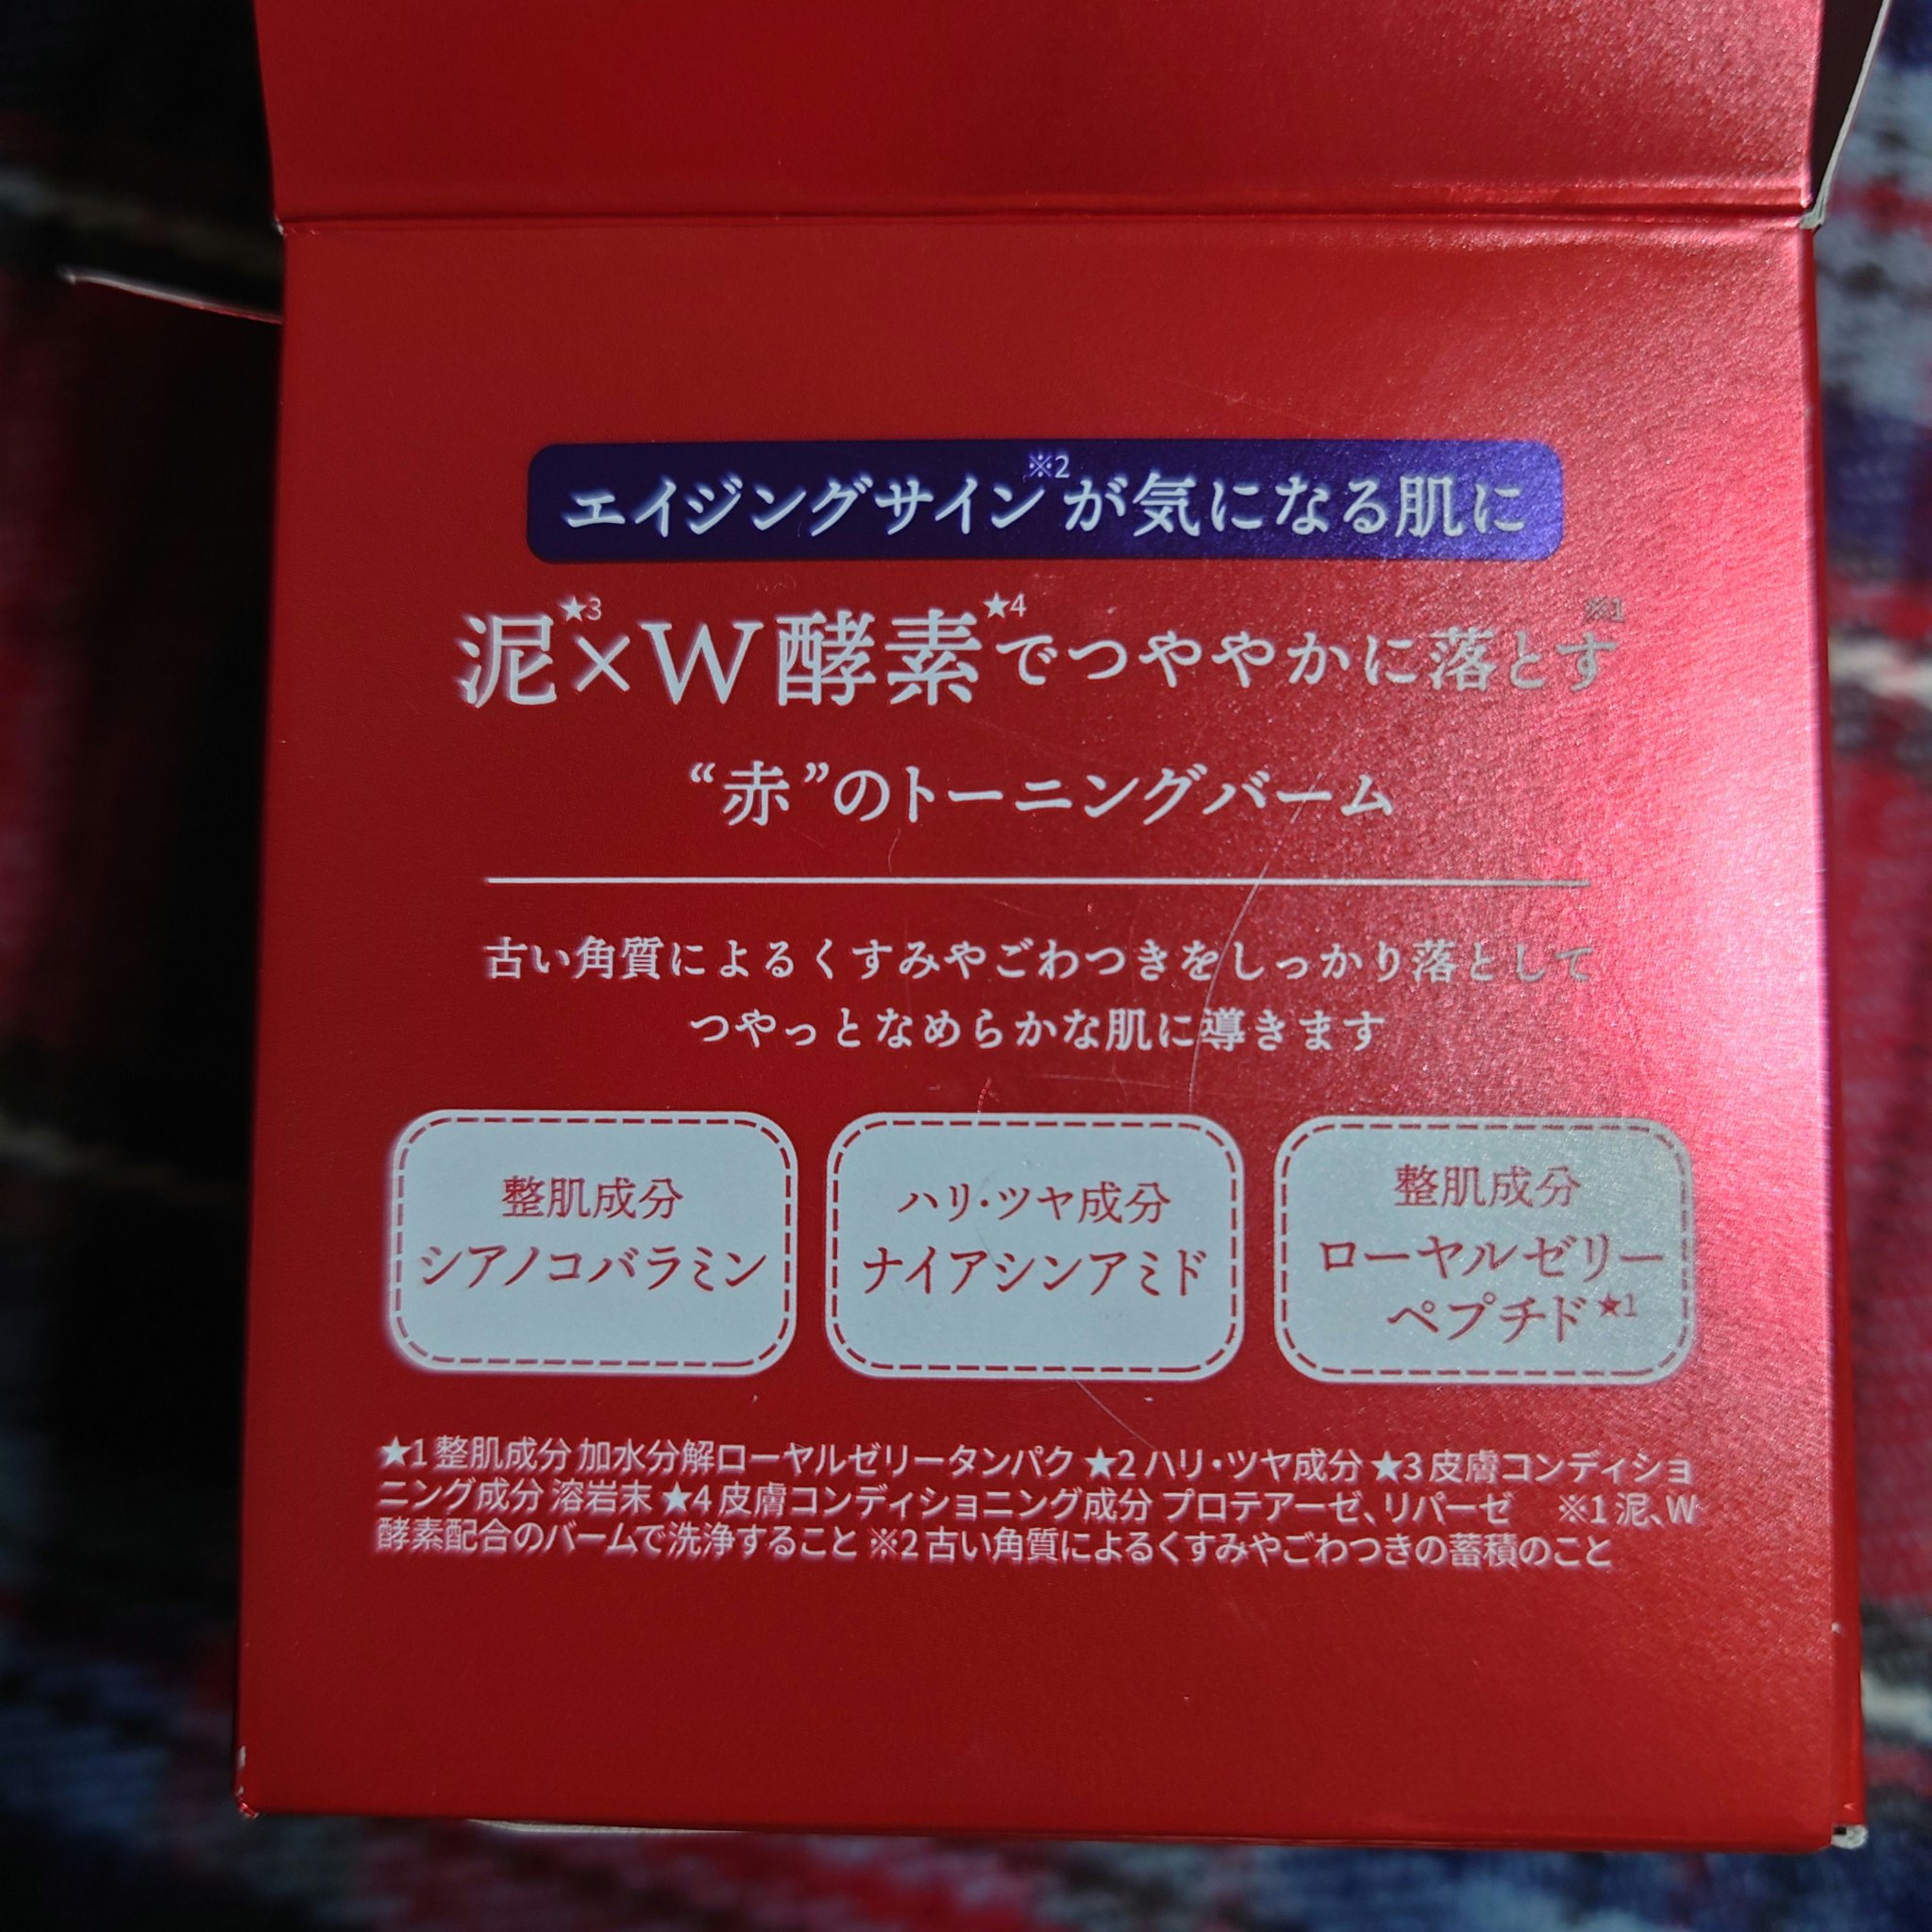 エイジングサイン※2が気になる肌に
泥★3×W酵素★4でつややかに落とす※1
“赤”のトーニングバーム
古い角質によるくすみやごわつきをしっかり落として
つやっとなめらかな肌に導きます
整肌成分
シアノコバラミン
ハリ・ツヤ成分
ナイアシンアミド
整肌成分
ローヤルゼリー
ペプチド★1
★1 整肌成分 加水分解ローヤルゼリータンパク ★2 ハリ・ツヤ成分 ★3 皮膚コンディショ
ニング成分 溶岩末 ★4 皮膚コンディショニング成分 プロテアーゼ、リパーゼ ※1 泥、W
酵素配合のバームで洗浄すること ※2 古い角質によるくすみやごわつきの蓄積のこと